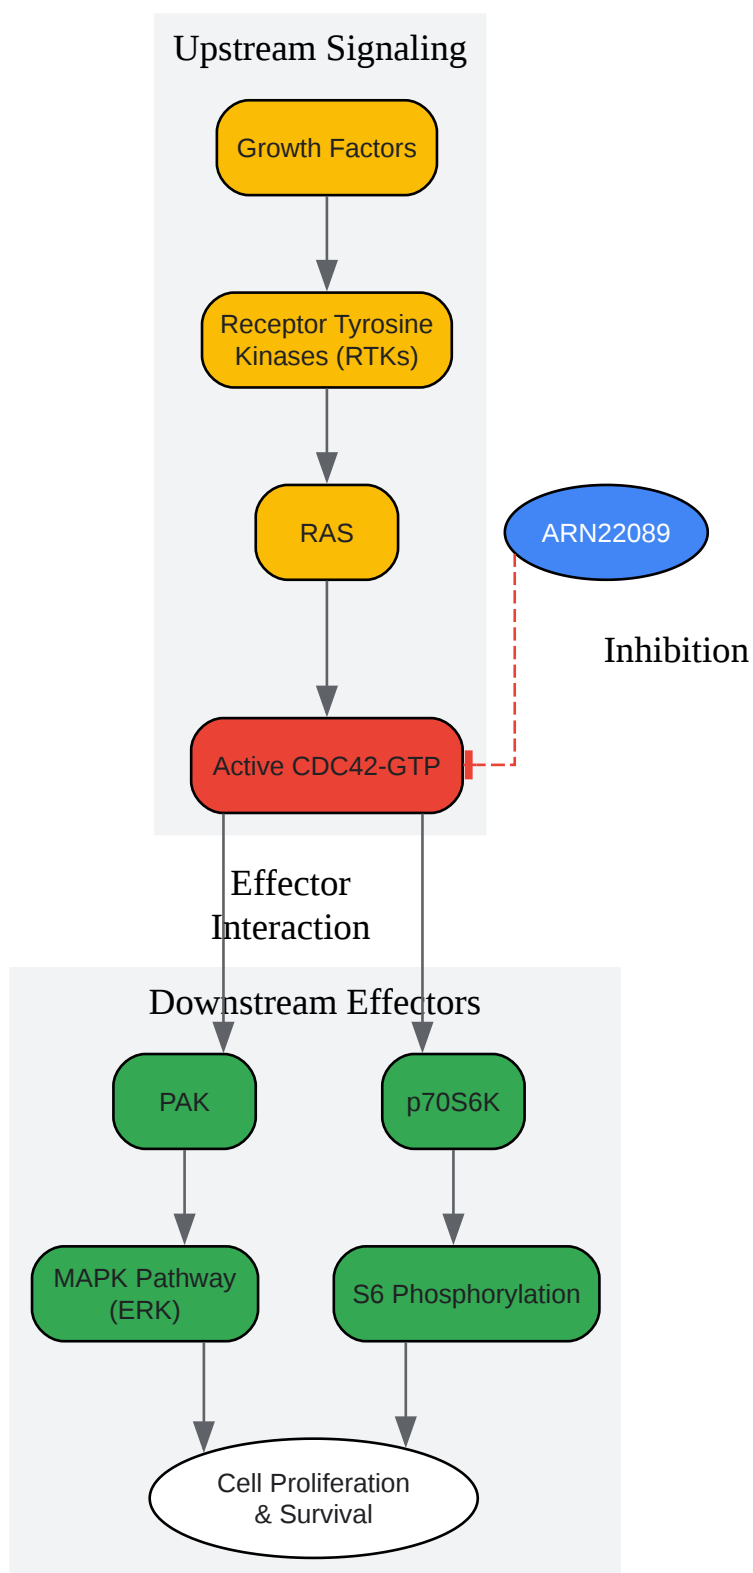 Upstream Signaling
Growth Factors
Receptor Tyrosine
Kinases (RTKs)
RAS
ARN22089
Inhibition
Active CDC42-GTP
Effector
Interaction
Downstream Effectors
PAK
p70S6K
MAPK Pathway
(ERK)
S6 Phosphorylation
Cell Proliferation
& Survival